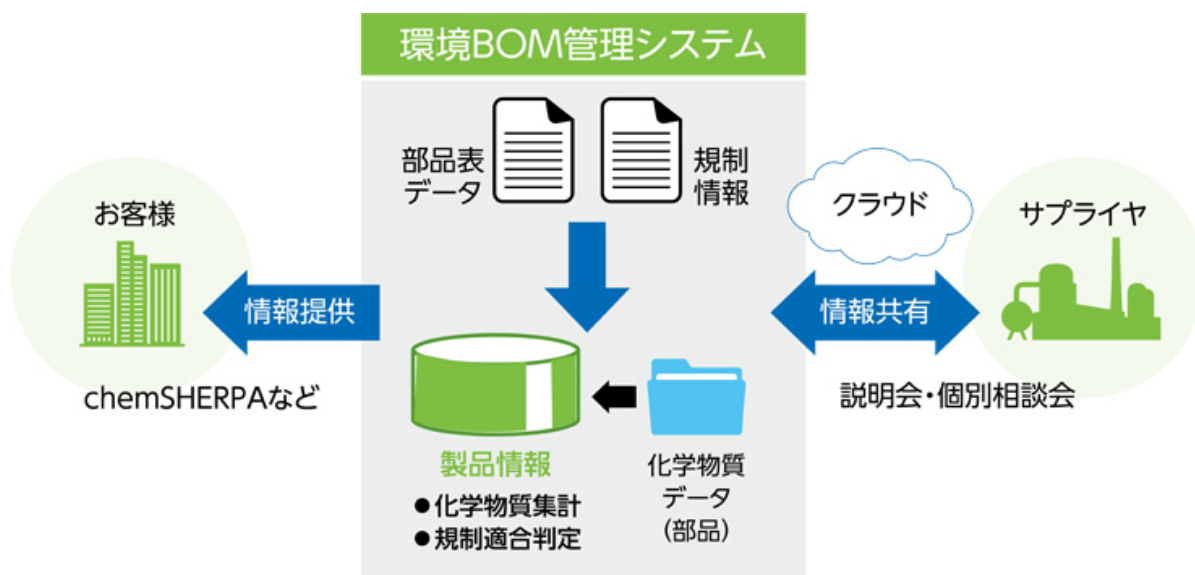 環境BOM管理システム
部品表
データ
規制
情報
お客様
クラウド
サプライヤ
情報提供
情報共有
chemSHERPAなど
説明会・個別相談会
製品情報
●化学物質集計
●規制適合判定
化学物質
データ
(部品)